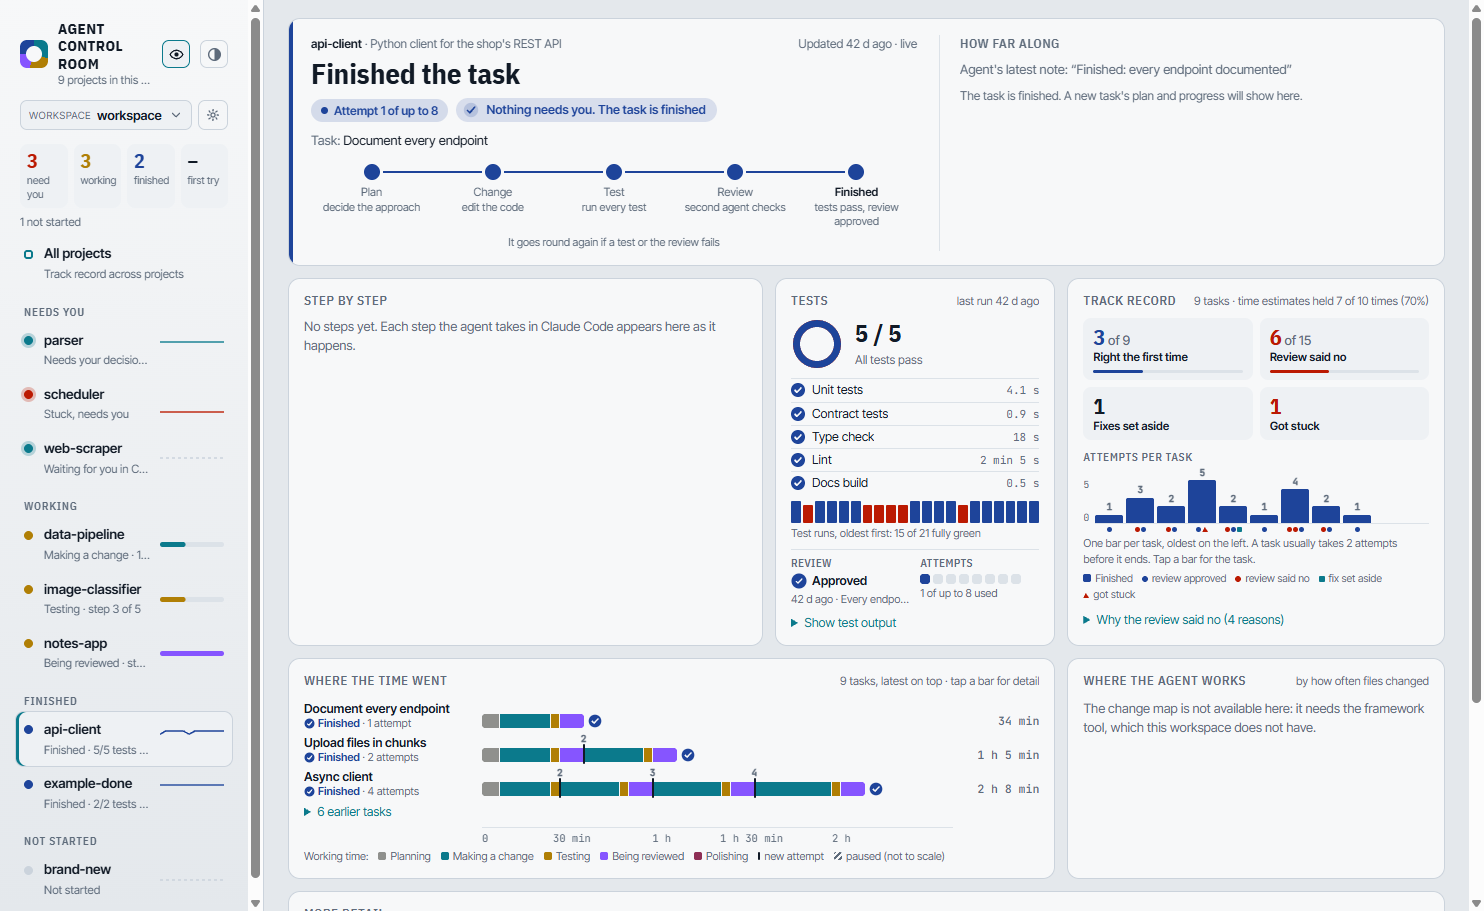 AGENT
CONTROL
ROOM
9 projects in this ...
WORKSPACE workspace
3
need
you
3
working
2
finished
–
first try
1 not started
All projects
Track record across projects
NEEDS YOU
parser
Needs your decisio...
scheduler
Stuck, needs you
web-scraper
Waiting for you in C...
WORKING
data-pipeline
Making a change · 1...
image-classifier
Testing · step 3 of 5
notes-app
Being reviewed · st...
FINISHED
api-client
Finished · 5/5 tests ...
example-done
Finished · 2/2 tests ...
NOT STARTED
brand-new
Not started
api-client · Python client for the shop's REST API
Updated 42 d ago · live
Finished the task
Attempt 1 of up to 8
Nothing needs you. The task is finished
Task: Document every endpoint
Plan
decide the approach
Change
edit the code
Test
run every test
Review
second agent checks
Finished
tests pass, review
approved
It goes round again if a test or the review fails
HOW FAR ALONG
Agent's latest note: “Finished: every endpoint documented”
The task is finished. A new task's plan and progress will show here.
STEP BY STEP
No steps yet. Each step the agent takes in Claude Code appears here as it
happens.
TESTS
last run 42 d ago
5 / 5
All tests pass
Unit tests 4.1 s
Contract tests 0.9 s
Type check 18 s
Lint 2 min 5 s
Docs build 0.5 s
Test runs, oldest first: 15 of 21 fully green
REVIEW
Approved
42 d ago · Every endpo...
ATTEMPTS
1 of up to 8 used
Show test output
TRACK RECORD
9 tasks · time estimates held 7 of 10 times (70%)
3 of 9
Right the first time
6 of 15
Review said no
1
Fixes set aside
1
Got stuck
ATTEMPTS PER TASK
5
0
1 3 2 5 2 1 4 2 1
One bar per task, oldest on the left. A task usually takes 2 attempts
before it ends. Tap a bar for the task.
Finished review approved review said no fix set aside
got stuck
Why the review said no (4 reasons)
WHERE THE TIME WENT
9 tasks, latest on top · tap a bar for detail
Document every endpoint
Finished · 1 attempt
34 min
Upload files in chunks
Finished · 2 attempts
2
1 h 5 min
Async client
Finished · 4 attempts
2 3 4
2 h 8 min
6 earlier tasks
0 30 min 1 h 1 h 30 min 2 h
Working time: Planning Making a change Testing Being reviewed Polishing new attempt paused (not to scale)
WHERE THE AGENT WORKS
by how often files changed
The change map is not available here: it needs the framework
tool, which this workspace does not have.
MORE DETAIL